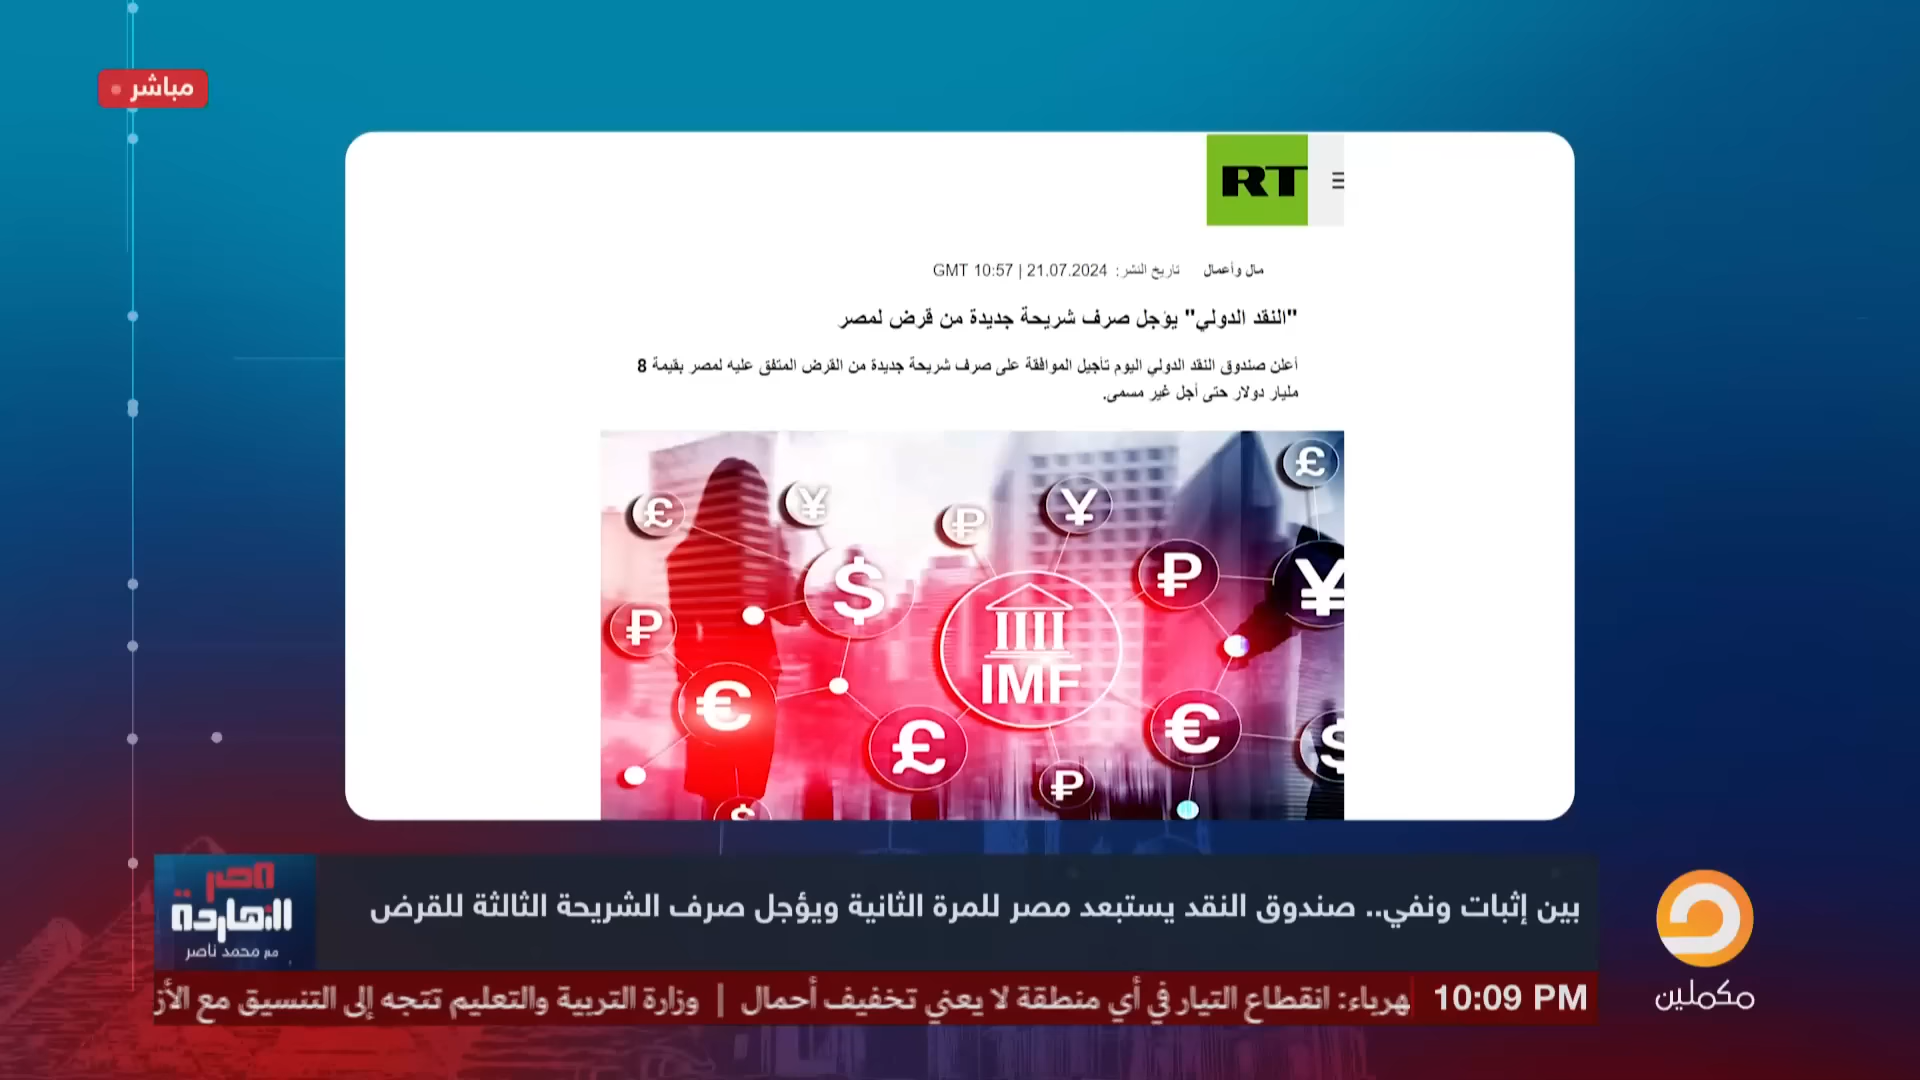 مباشر
RT
مال وأعمال تاريخ النشر: 21.07.2024 | 10:57 GMT
"النقد الدولي" يؤجل صرف شريحة جديدة من قرض لمصر
أعلن صندوق النقد الدولي اليوم تأجيل الموافقة على صرف شريحة جديدة من القرض المتفق عليه لمصر بقيمة 8
مليار دولار حتى أجل غير مسمى.
£
¥
₽
¥
£
$
₽
¥
₽
IMF
€
£
€
$
₽
$
بين إثبات ونفي.. صندوق النقد يستبعد مصر للمرة الثانية ويؤجل صرف الشريحة الثالثة للقرض
مصر
النهاردة
مع محمد ناصر
مكملين
10:09 PM
هرباء: انقطاع التيار في أي منطقة لا يعني تخفيف أحمال | وزارة التربية والتعليم تتجه إلى التنسيق مع الأز